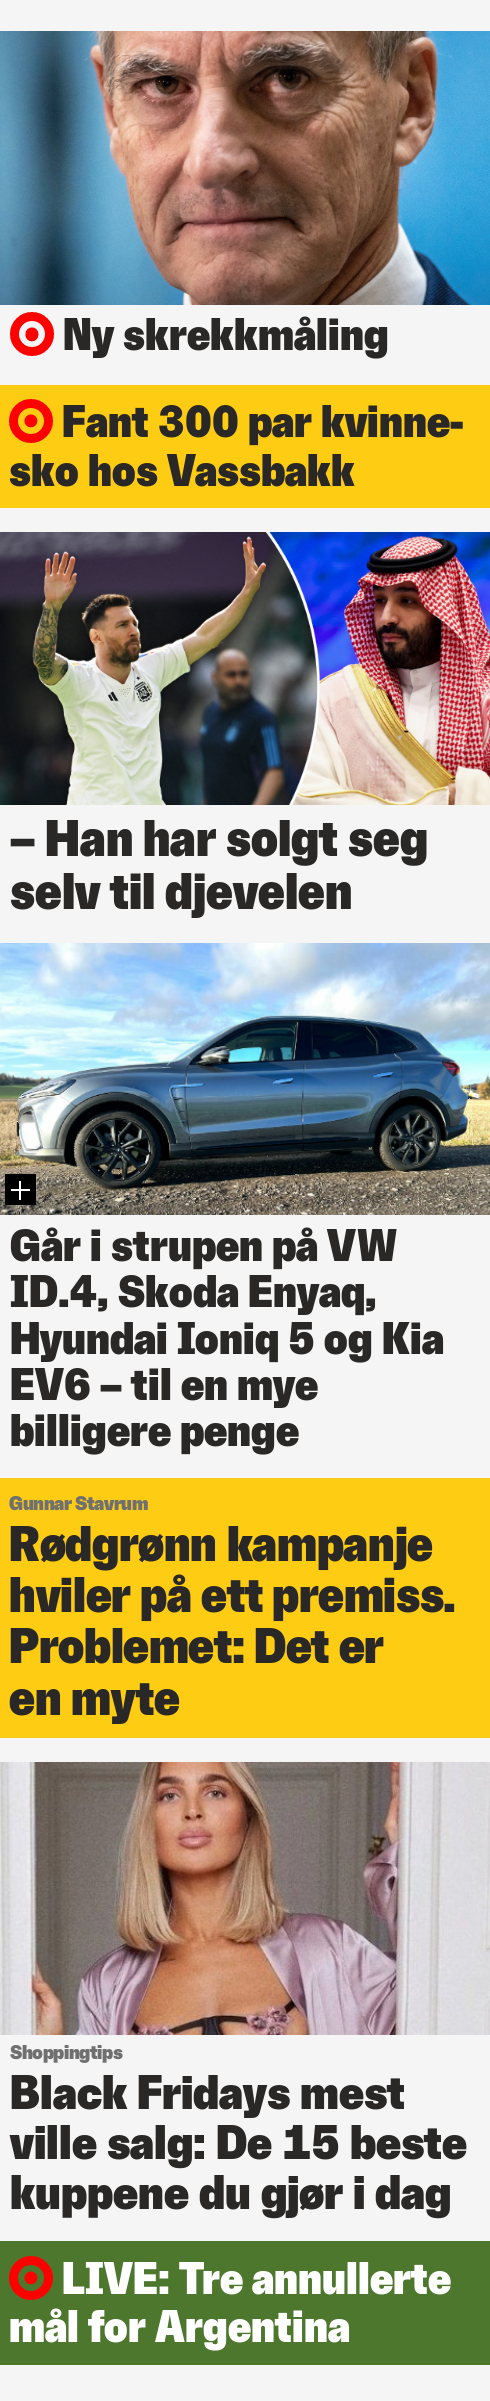 Ny skrekkmåling
Fant 300 par kvinne-
sko hos Vassbakk
– Han har solgt seg
selv til djevelen
Går i strupen på VW
ID.4, Skoda Enyaq,
Hyundai Ioniq 5 og Kia
EV6 – til en mye
billigere penge
Gunnar Stavrum
Rødgrønn kampanje
hviler på ett premiss.
Problemet: Det er
en myte
Shoppingtips
Black Fridays mest
ville salg: De 15 beste
kuppene du gjør i dag
LIVE: Tre annullerte
mål for Argentina